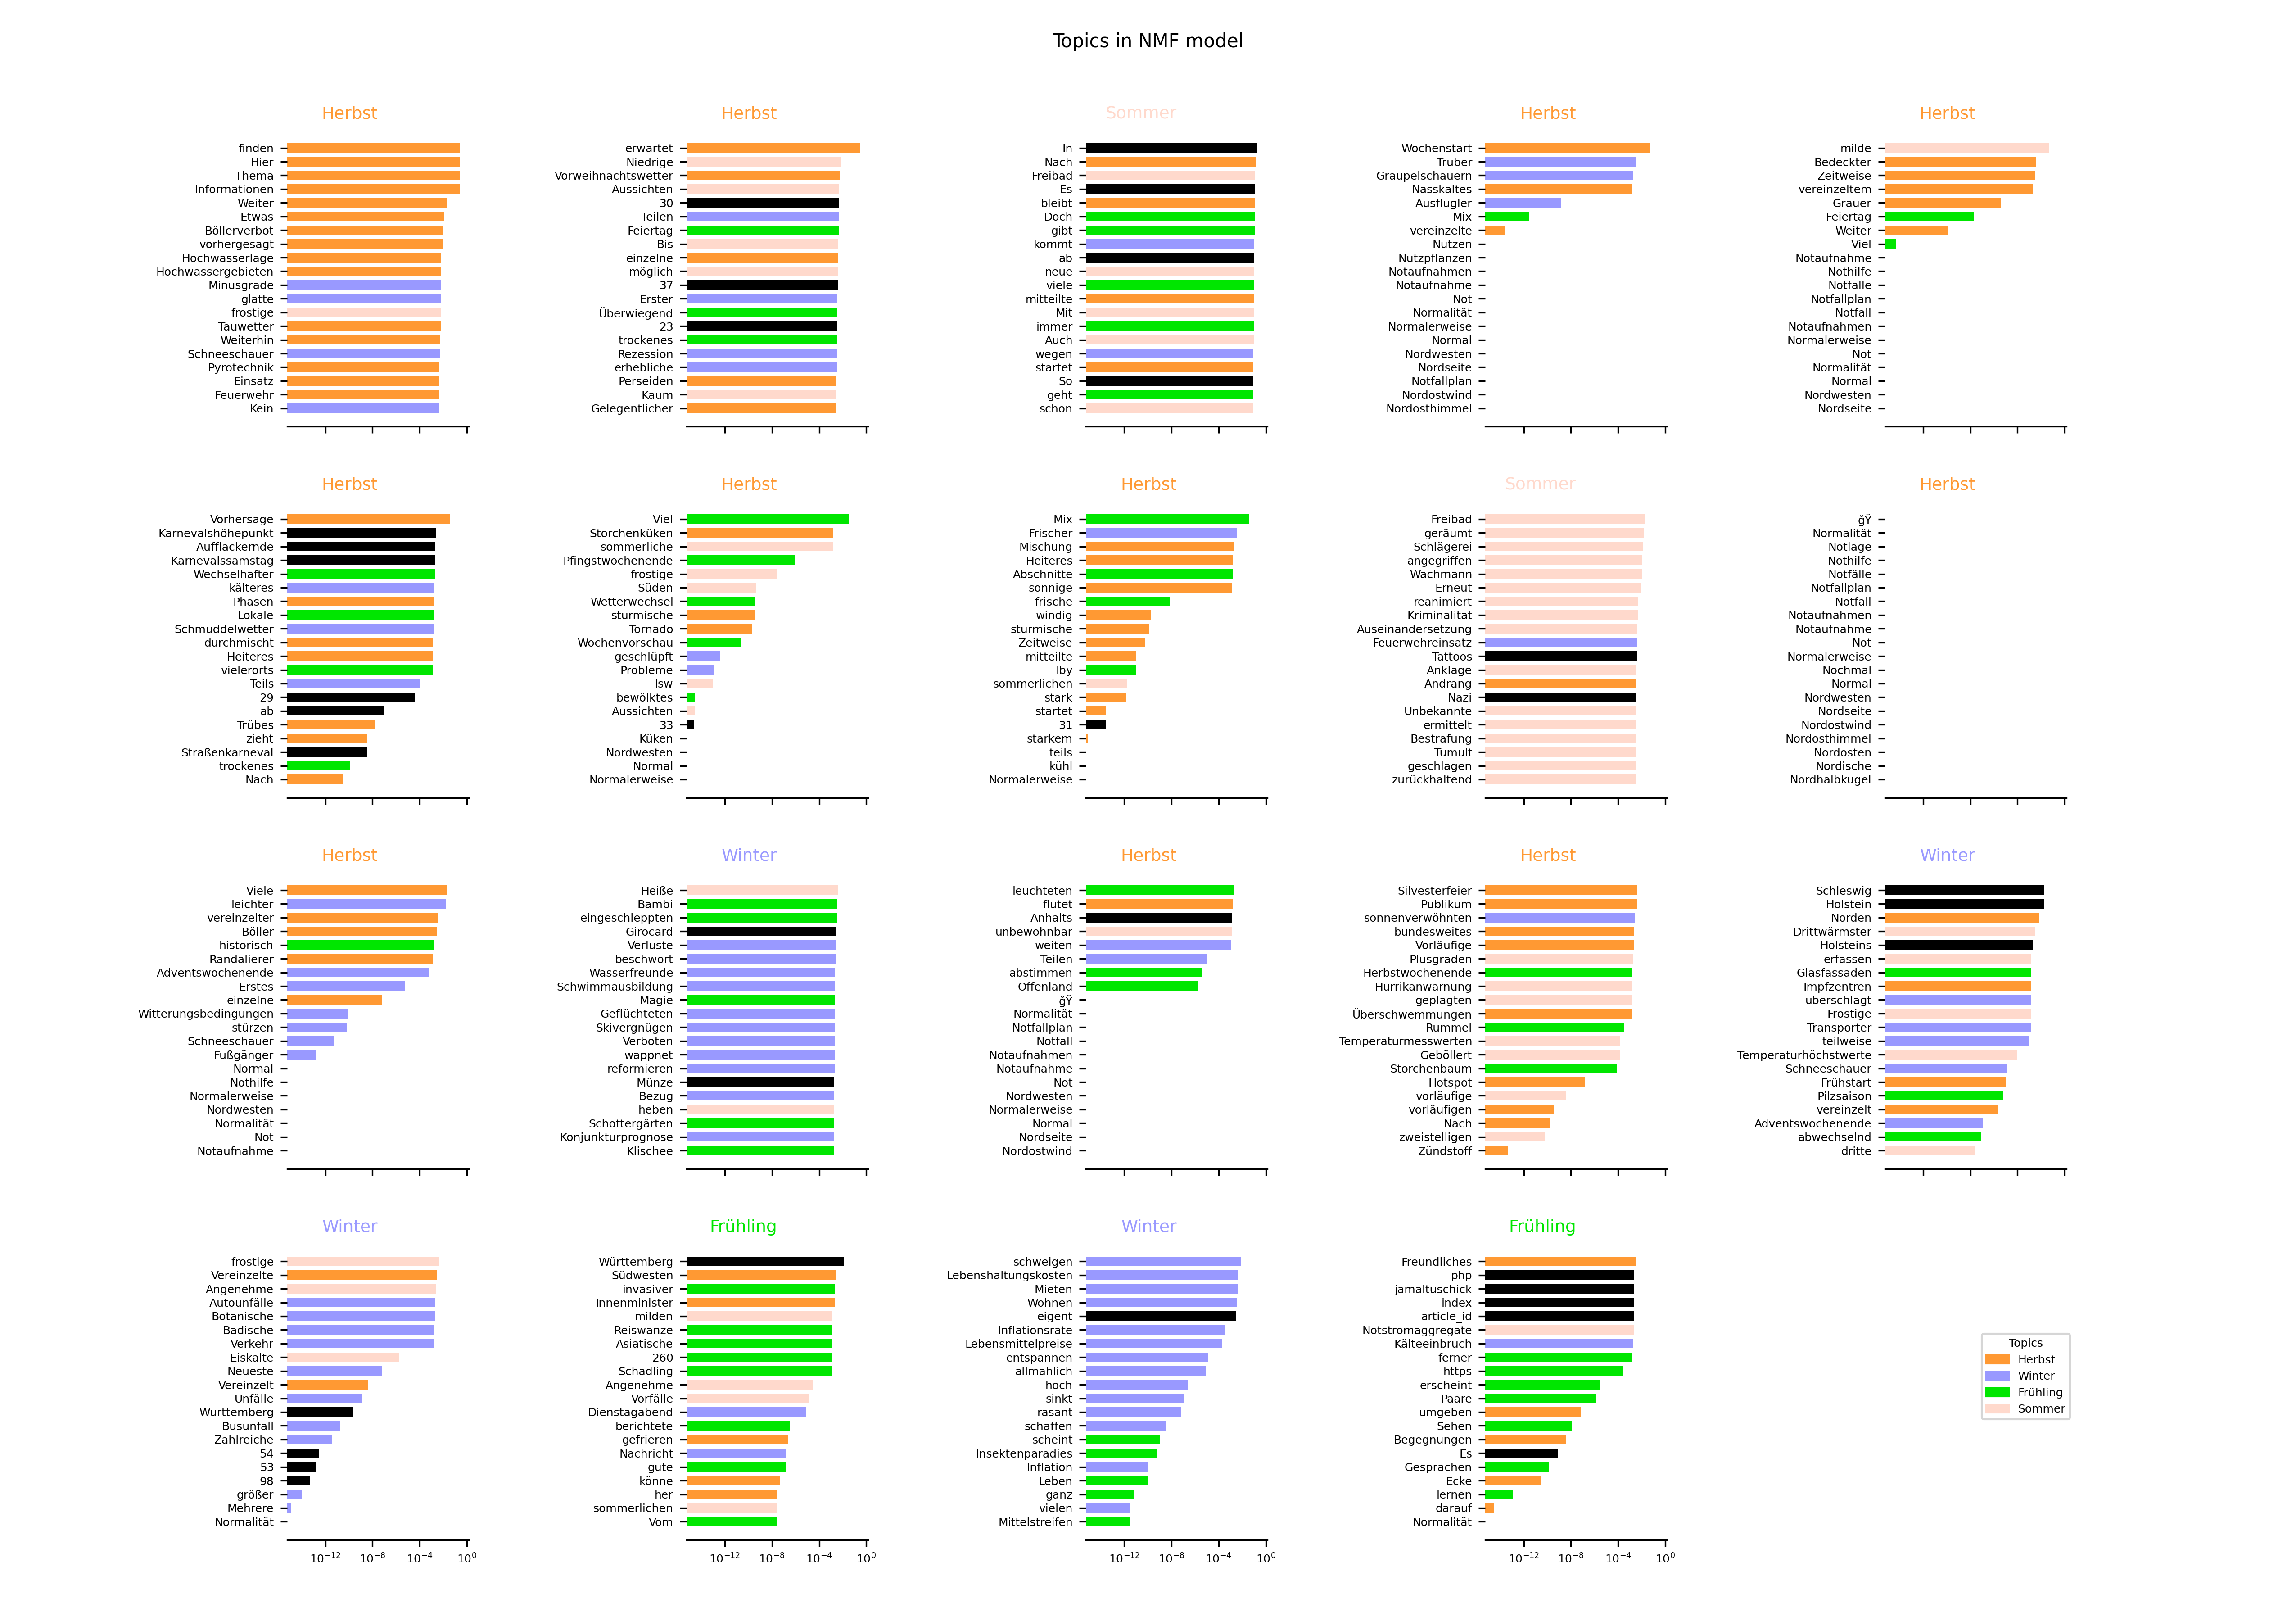 Topics in NMF model
Herbst
finden
Hier
Thema
Informationen
Weiter
Etwas
Böllerverbot
vorhergesagt
Hochwasserlage
Hochwassergebieten
Minusgrade
glatte
frostige
Tauwetter
Weiterhin
Schneeschauer
Pyrotechnik
Einsatz
Feuerwehr
Kein
Herbst
erwartet
Niedrige
Vorweihnachtswetter
Aussichten
30
Teilen
Feiertag
Bis
einzelne
möglich
37
Erster
Überwiegend
23
trockenes
Rezession
erhebliche
Perseiden
Kaum
Gelegentlicher
Sommer
In
Nach
Freibad
Es
bleibt
Doch
gibt
kommt
ab
neue
viele
mitteilte
Mit
immer
Auch
wegen
startet
So
geht
schon
Herbst
Wochenstart
Trüber
Graupelschauern
Nasskaltes
Ausflügler
Mix
vereinzelte
Nutzen
Nutzpflanzen
Notaufnahmen
Notaufnahme
Not
Normalität
Normalerweise
Normal
Nordwesten
Nordseite
Notfallplan
Nordostwind
Nordosthimmel
Herbst
milde
Bedeckter
Zeitweise
vereinzeltem
Grauer
Feiertag
Weiter
Viel
Notaufnahme
Nothilfe
Notfälle
Notfallplan
Notfall
Notaufnahmen
Normalerweise
Not
Normalität
Normal
Nordwesten
Nordseite
Herbst
Vorhersage
Karnevalshöhepunkt
Aufflackernde
Karnevalssamstag
Wechselhafter
kälteres
Phasen
Lokale
Schmuddelwetter
durchmischt
Heiteres
vielerorts
Teils
29
ab
Trübes
zieht
Straßenkarneval
trockenes
Nach
Herbst
Viel
Storchenküken
sommerliche
Pfingstwochenende
frostige
Süden
Wetterwechsel
stürmische
Tornado
Wochenvorschau
geschlüpft
Probleme
lsw
bewölktes
Aussichten
33
Küken
Nordwesten
Normal
Normalerweise
Herbst
Mix
Frischer
Mischung
Heiteres
Abschnitte
sonnige
frische
windig
stürmische
Zeitweise
mitteilte
lby
sommerlichen
stark
startet
31
starkem
teils
kühl
Normalerweise
Sommer
Freibad
geräumt
Schlägerei
angegriffen
Wachmann
Erneut
reanimiert
Kriminalität
Auseinandersetzung
Feuerwehreinsatz
Tattoos
Anklage
Andrang
Nazi
Unbekannte
ermittelt
Bestrafung
Tumult
geschlagen
zurückhaltend
Herbst
ğŸ
Normalität
Notlage
Nothilfe
Notfälle
Notfallplan
Notfall
Notaufnahmen
Notaufnahme
Not
Normalerweise
Nochmal
Normal
Nordwesten
Nordseite
Nordostwind
Nordosthimmel
Nordosten
Nordische
Nordhalbkugel
Herbst
Viele
leichter
vereinzelter
Böller
historisch
Randalierer
Adventswochenende
Erstes
einzelne
Witterungsbedingungen
stürzen
Schneeschauer
Fußgänger
Normal
Nothilfe
Normalerweise
Nordwesten
Normalität
Not
Notaufnahme
Winter
Heiße
Bambi
eingeschleppten
Girocard
Verluste
beschwört
Wasserfreunde
Schwimmausbildung
Magie
Geflüchteten
Skivergnügen
Verboten
wappnet
reformieren
Münze
Bezug
heben
Schottergärten
Konjunkturprognose
Klischee
Herbst
leuchteten
flutet
Anhalts
unbewohnbar
weiten
Teilen
abstimmen
Offenland
ğŸ
Normalität
Notfallplan
Notfall
Notaufnahmen
Notaufnahme
Not
Nordwesten
Normalerweise
Normal
Nordseite
Nordostwind
Herbst
Silvesterfeier
Publikum
sonnenverwöhnten
bundesweites
Vorläufige
Plusgraden
Herbstwochenende
Hurrikanwarnung
geplagten
Überschwemmungen
Rummel
Temperaturmesswerten
Geböllert
Storchenbaum
Hotspot
vorläufige
vorläufigen
Nach
zweistelligen
Zündstoff
Winter
Schleswig
Holstein
Norden
Drittwärmster
Holsteins
erfassen
Glasfassaden
Impfzentren
überschlägt
Frostige
Transporter
teilweise
Temperaturhöchstwerte
Schneeschauer
Frühstart
Pilzsaison
vereinzelt
Adventswochenende
abwechselnd
dritte
Winter
frostige
Vereinzelte
Angenehme
Autounfälle
Botanische
Badische
Verkehr
Eiskalte
Neueste
Vereinzelt
Unfälle
Württemberg
Busunfall
Zahlreiche
54
53
98
größer
Mehrere
Normalität
10⁻¹² 10⁻⁸ 10⁻⁴ 10⁰
Frühling
Württemberg
Südwesten
invasiver
Innenminister
milden
Reiswanze
Asiatische
260
Schädling
Angenehme
Vorfälle
Dienstagabend
berichtete
gefrieren
Nachricht
gute
könne
her
sommerlichen
Vom
10⁻¹² 10⁻⁸ 10⁻⁴ 10⁰
Winter
schweigen
Lebenshaltungskosten
Mieten
Wohnen
eigent
Inflationsrate
Lebensmittelpreise
entspannen
allmählich
hoch
sinkt
rasant
schaffen
scheint
Insektenparadies
Inflation
Leben
ganz
vielen
Mittelstreifen
10⁻¹² 10⁻⁸ 10⁻⁴ 10⁰
Frühling
Freundliches
php
jamaltuschick
index
article_id
Notstromaggregate
Kälteeinbruch
ferner
https
erscheint
Paare
umgeben
Sehen
Begegnungen
Es
Gesprächen
Ecke
lernen
darauf
Normalität
10⁻¹² 10⁻⁸ 10⁻⁴ 10⁰
Topics
Herbst
Winter
Frühling
Sommer